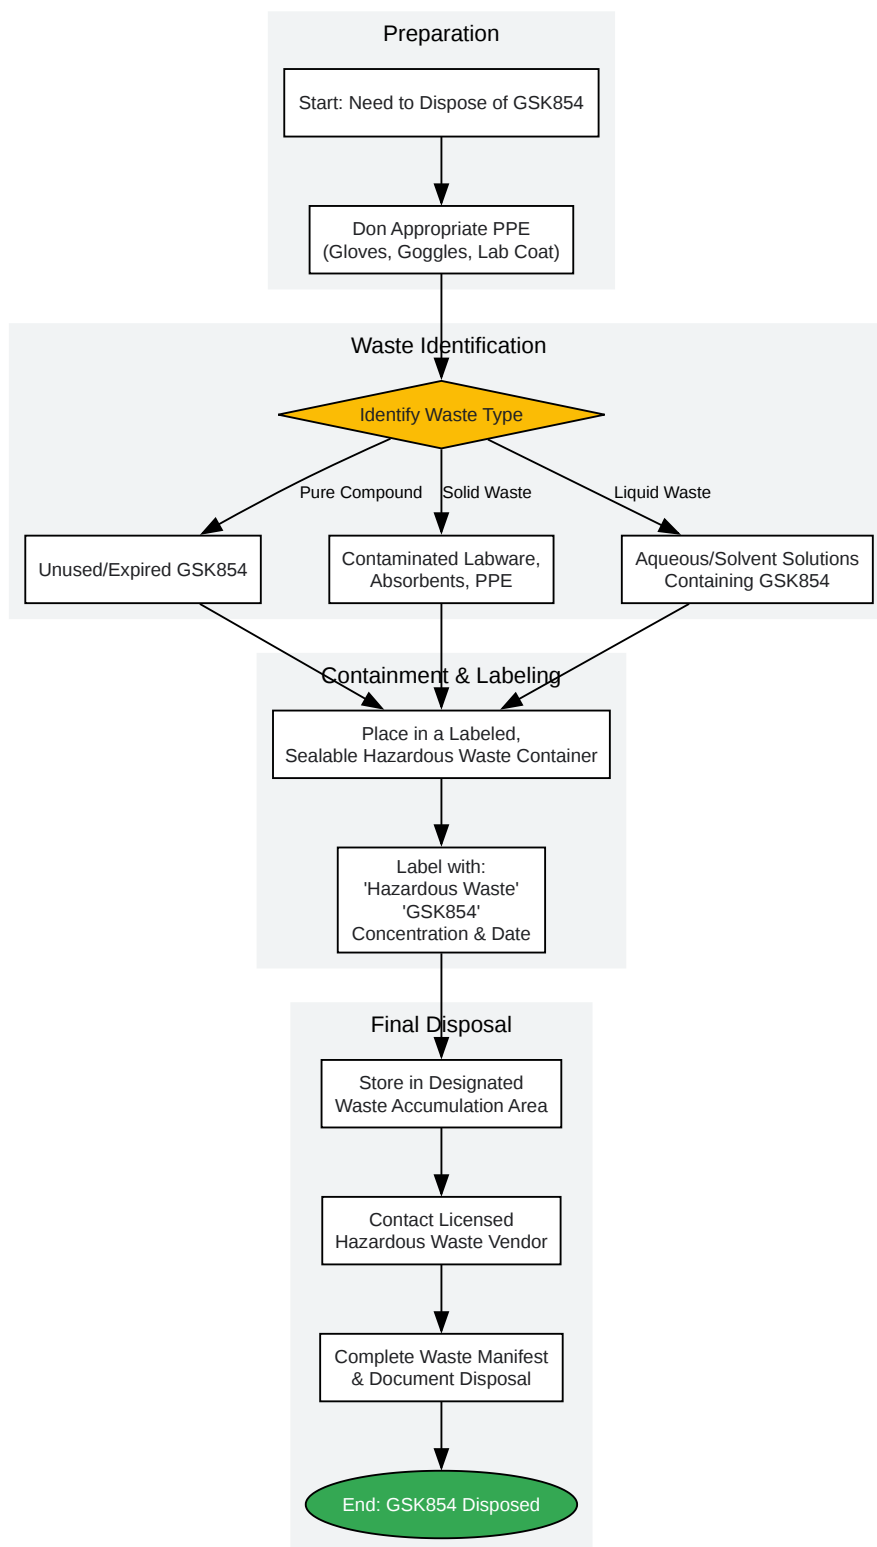 Preparation
Start: Need to Dispose of GSK854
Don Appropriate PPE
(Gloves, Goggles, Lab Coat)
Waste Identification
Identify Waste Type
Pure Compound
Solid Waste
Liquid Waste
Unused/Expired GSK854
Contaminated Labware,
Absorbents, PPE
Aqueous/Solvent Solutions
Containing GSK854
Containment & Labeling
Place in a Labeled,
Sealable Hazardous Waste Container
Label with:
'Hazardous Waste'
'GSK854'
Concentration & Date
Final Disposal
Store in Designated
Waste Accumulation Area
Contact Licensed
Hazardous Waste Vendor
Complete Waste Manifest
& Document Disposal
End: GSK854 Disposed